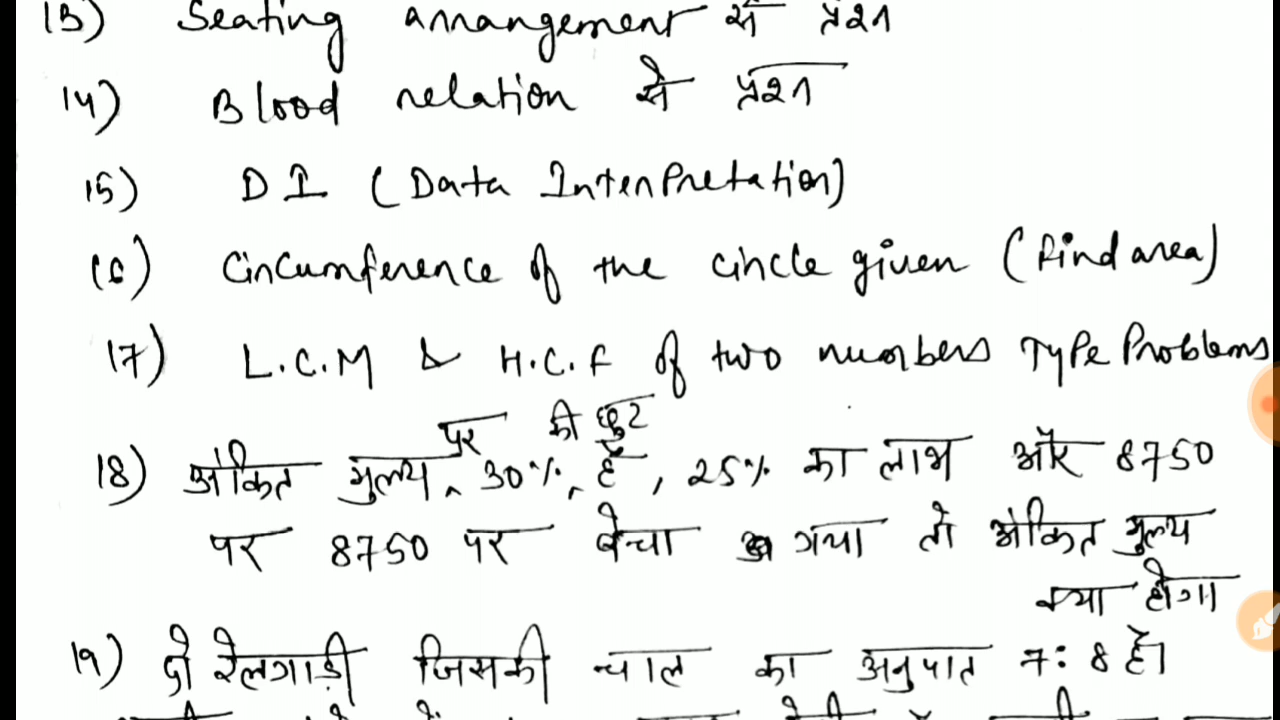 13) Seating arrangement से प्रश्न
14) Blood relation से प्रश्न
15) DI (Data Interpretation)
16) Circumference of the circle given (find area)
17) L.C.M & H.C.F of two numbers Type Problems
पर की छुट
18) अंकित मुल्य ‸ 30% ‸ है, 25% का लाभ और 8750
पर 8750 पर बेचा गया तो अंकित मुल्य
क्या होगा
19) दो रेलगाड़ी जिसकी चाल का अनुपात 7:8 है।